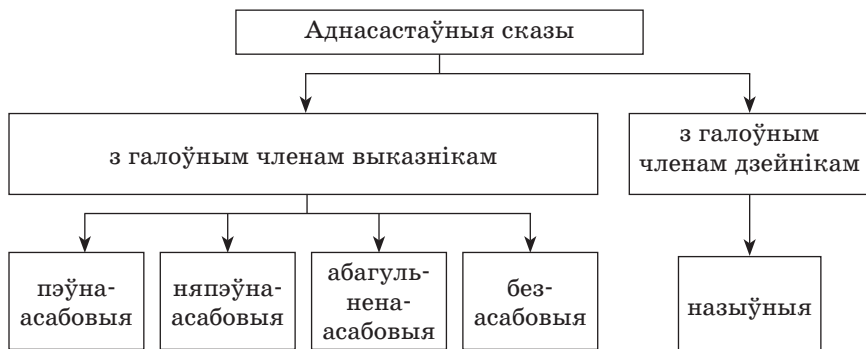 Аднасастаўныя сказы
з галоўным членам выказнікам
з галоўным
членам дзейнікам
пэўна-
асабовыя
няпэўна-
асабовыя
абагуль-
нена-
асабовыя
без-
асабовыя
назыўныя